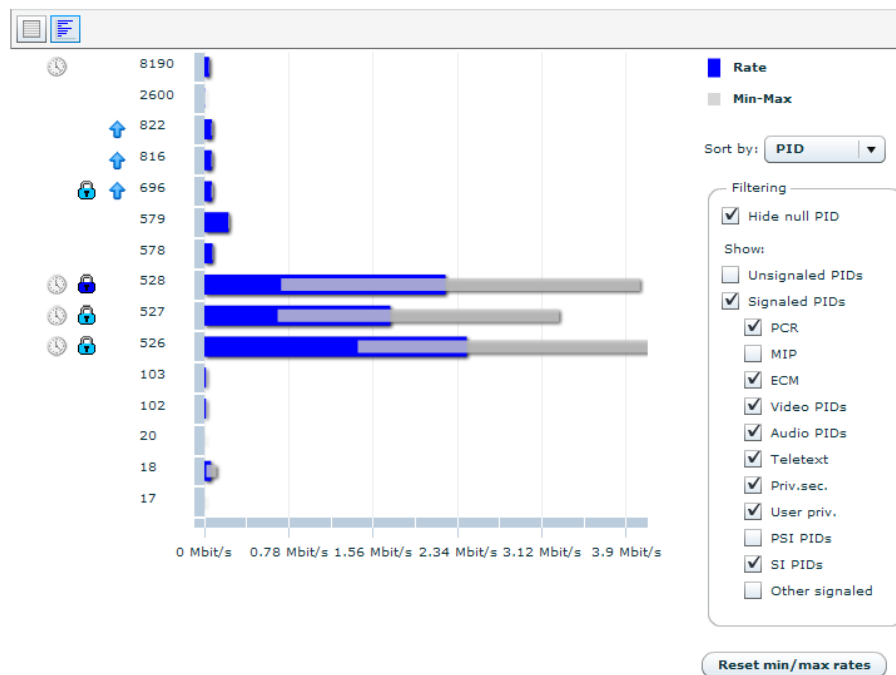 8190
2600
822
816
696
579
578
528
527
526
103
102
20
18
17
0 Mbit/s 0.78 Mbit/s 1.56 Mbit/s 2.34 Mbit/s 3.12 Mbit/s 3.9 Mbit/s
Rate
Min-Max
Sort by: PID
Filtering
Hide null PID
Show:
Unsignaled PIDs
Signaled PIDs
PCR
MIP
ECM
Video PIDs
Audio PIDs
Teletext
Priv.sec.
User priv.
PSI PIDs
SI PIDs
Other signaled
Reset min/max rates